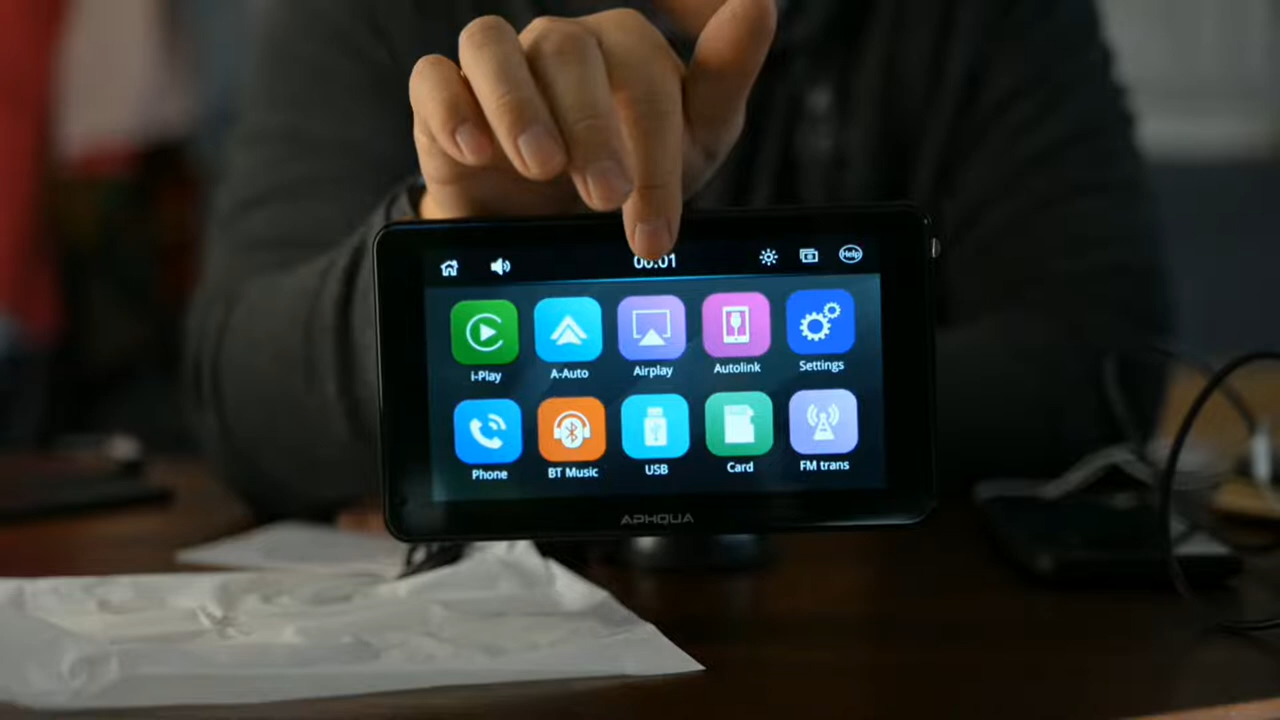 00:01
Help
i-Play A-Auto Airplay Autolink Settings
Phone BT Music USB Card FM trans
APHQUA